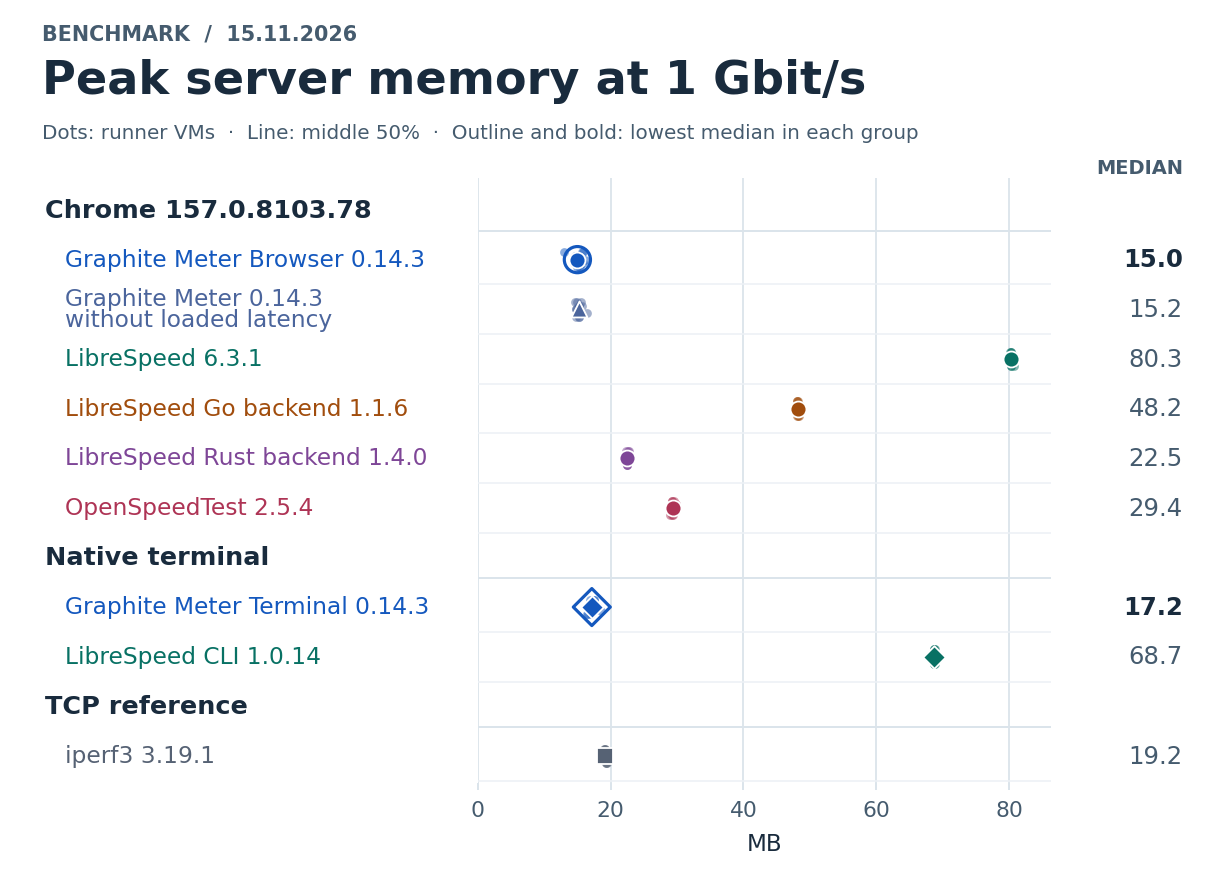 BENCHMARK / 15.11.2026
Peak server memory at 1 Gbit/s
Dots: runner VMs · Line: middle 50% · Outline and bold: lowest median in each group
MEDIAN
Chrome 157.0.8103.78
Graphite Meter Browser 0.14.3 15.0
Graphite Meter 0.14.3
without loaded latency 15.2
LibreSpeed 6.3.1 80.3
LibreSpeed Go backend 1.1.6 48.2
LibreSpeed Rust backend 1.4.0 22.5
OpenSpeedTest 2.5.4 29.4
Native terminal
Graphite Meter Terminal 0.14.3 17.2
LibreSpeed CLI 1.0.14 68.7
TCP reference
iperf3 3.19.1 19.2
0 20 40 60 80
MB